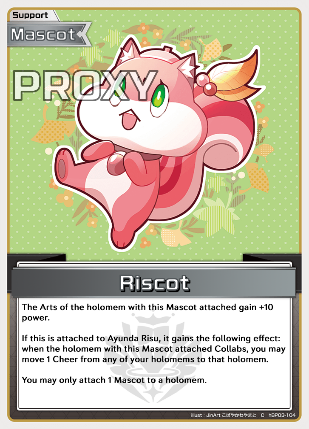 Support
Mascot
PROXY
Riscot
The Arts of the holomem with this Mascot attached gain +10
power.
If this is attached to Ayunda Risu, it gains the following effect:
when the holomem with this Mascot attached Collabs, you may
move 1 Cheer from any of your holomems to that holomem.
You may only attach 1 Mascot to a holomem.
Illust : JinArt C hBP03-104